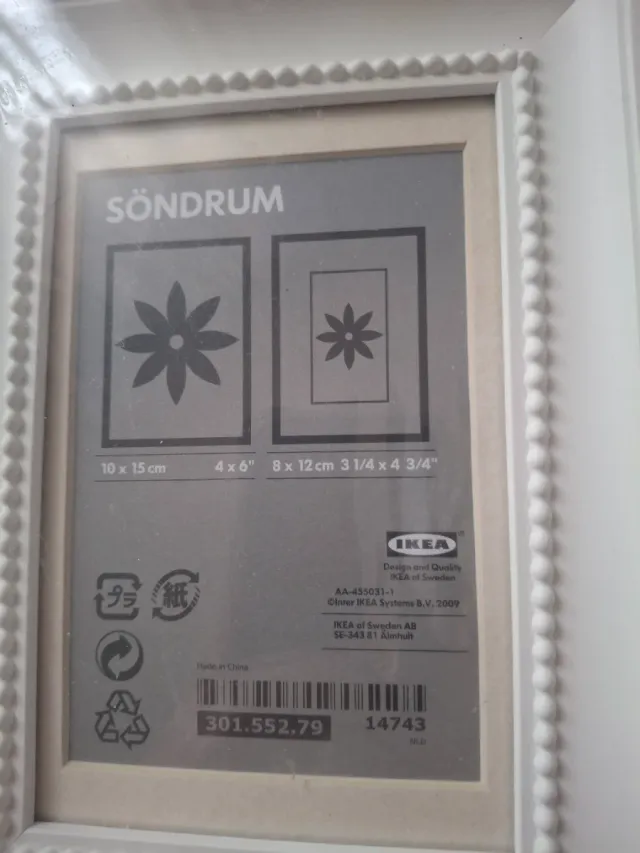 SÖNDRUM
10 x 15 cm 4 x 6"
8 x 12 cm 3 1/4 x 4 3/4"
IKEA
Design and Quality
IKEA of Sweden
AA-455031-1
©Inter IKEA Systems B.V. 2009
IKEA of Sweden AB
SE-343 81 Älmhult
プラ
紙
Made in China
301.552.79
14743